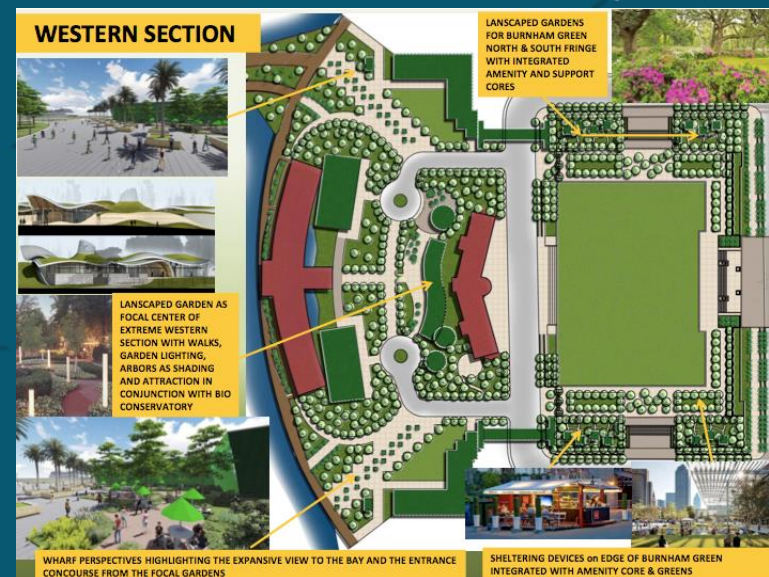 WESTERN SECTION
LANSCAPED GARDENS
FOR BURNHAM GREEN
NORTH & SOUTH FRINGE
WITH INTEGRATED
AMENITY AND SUPPORT
CORES
LANSCAPED GARDEN AS
FOCAL CENTER OF
EXTREME WESTERN
SECTION WITH WALKS,
GARDEN LIGHTING,
ARBORS AS SHADING
AND ATTRACTION IN
CONJUNCTION WITH BIO
CONSERVATORY
WHARF PERSPECTIVES HIGHLIGHTING THE EXPANSIVE VIEW TO THE BAY AND THE ENTRANCE
CONCOURSE FROM THE FOCAL GARDENS
SHELTERING DEVICES on EDGE OF BURNHAM GREEN
INTEGRATED WITH AMENITY CORE & GREENS